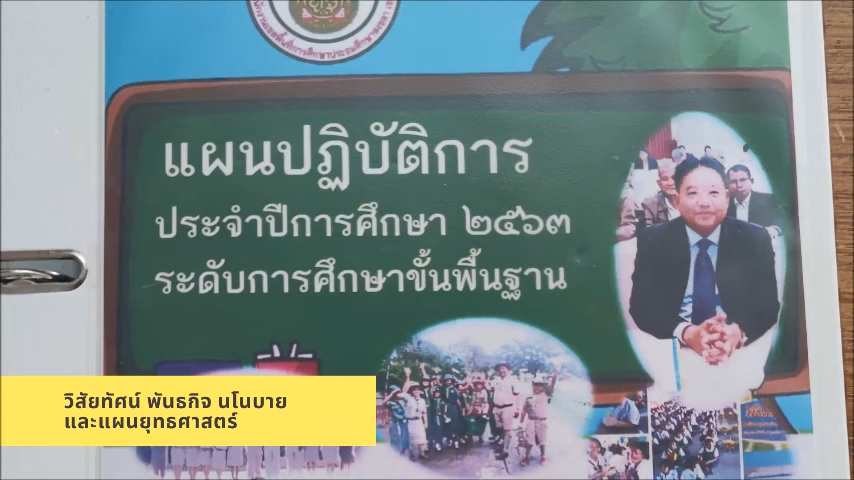 แผนปฏิบัติการ
ประจำปีการศึกษา ๒๕๖๓
ระดับการศึกษาขั้นพื้นฐาน
วิสัยทัศน์ พันธกิจ นโนบาย
และแผนยุทธศาสตร์